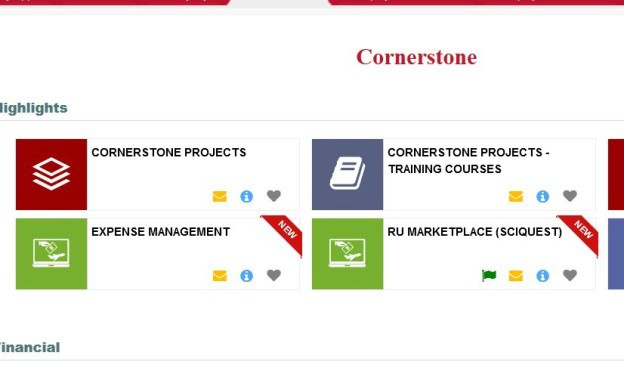 Cornerstone
Highlights
CORNERSTONE PROJECTS
CORNERSTONE PROJECTS -
TRAINING COURSES
EXPENSE MANAGEMENT
NEW
RU MARKETPLACE (SCIQUEST)
NEW
Financial